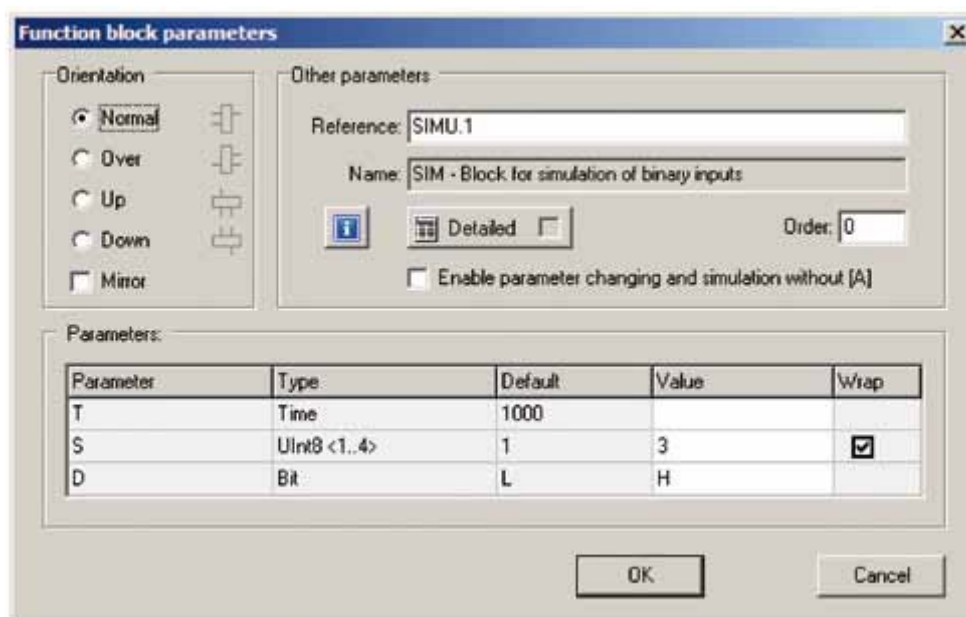 Function block parameters
Orientation
Normal
Over
Up
Down
Mirror
Other parameters
Reference: SIMU.1
Name: SIM - Block for simulation of binary inputs
Detailed
Order: 0
Enable parameter changing and simulation without [A]
Parameters:
Parameter Type Default Value Wrap
T Time 1000
S UInt8 <1..4> 1 3
D Bit L H
OK Cancel